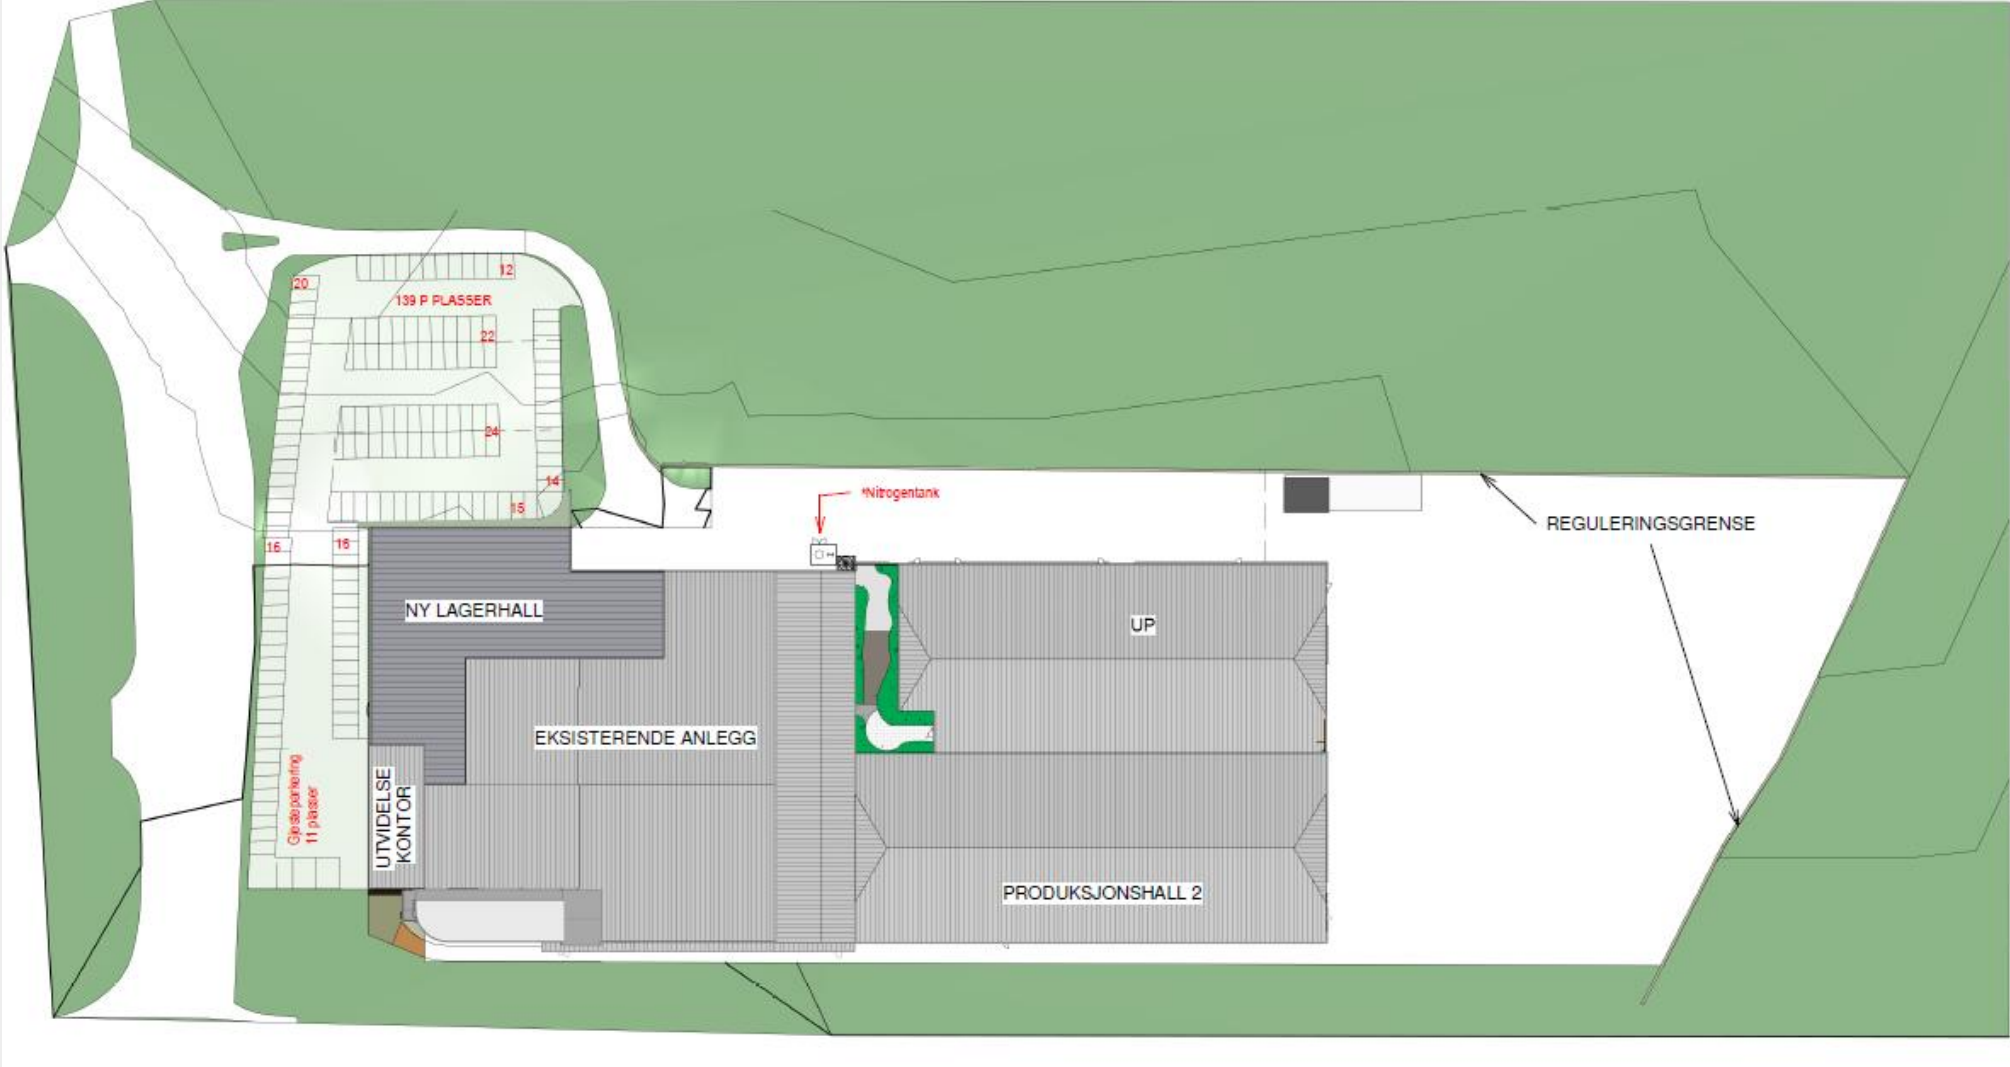 12
20
139 P PLASSER
22
24
14
15
16
16
*Nitrogentank
REGULERINGSGRENSE
NY LAGERHALL
UP
EKSISTERENDE ANLEGG
Gjesteparkering
11 plasser
UTVIDELSE
KONTOR
PRODUKSJONSHALL 2